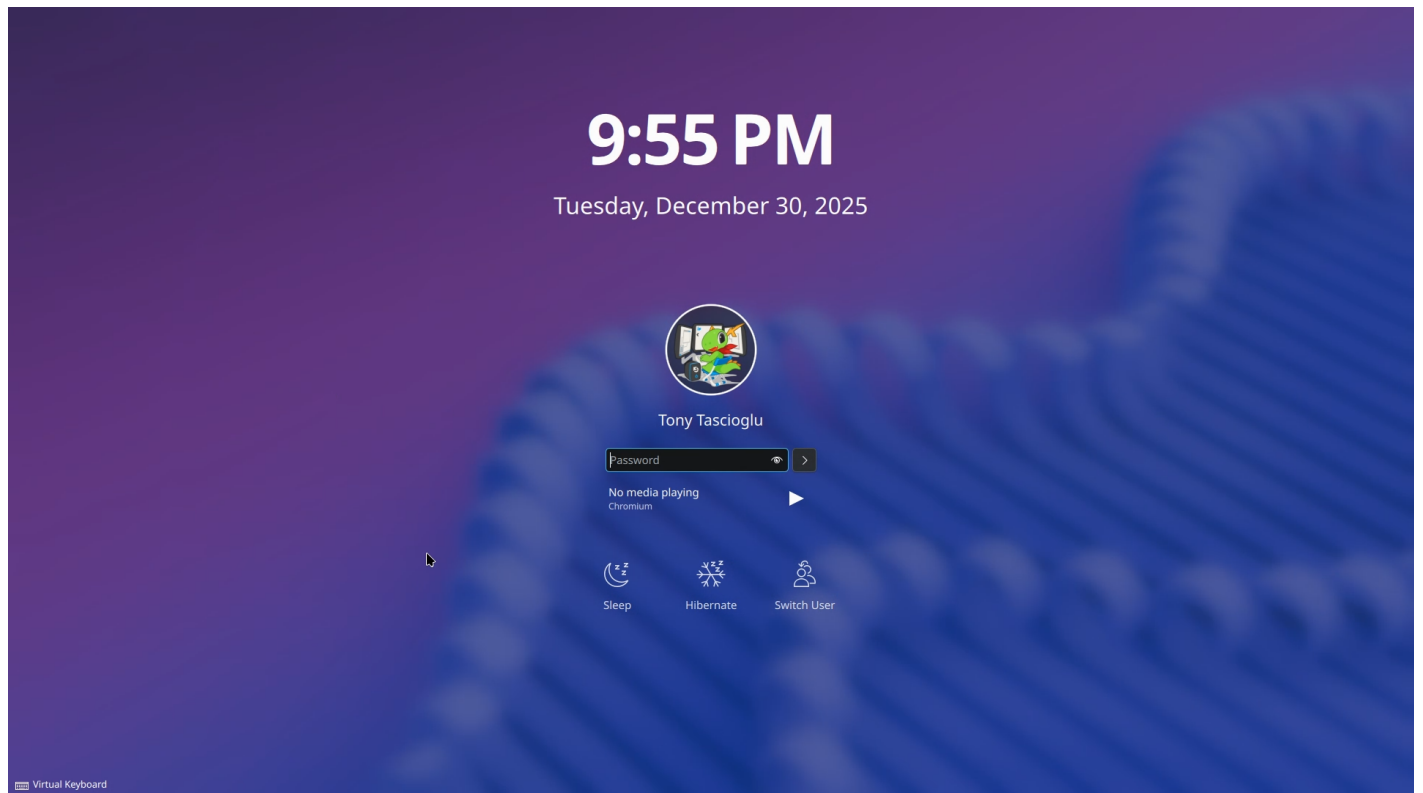 9:55 PM
Tuesday, December 30, 2025
Tony Tascioglu
Password
No media playing
Chromium
Sleep
Hibernate
Switch User
Virtual Keyboard